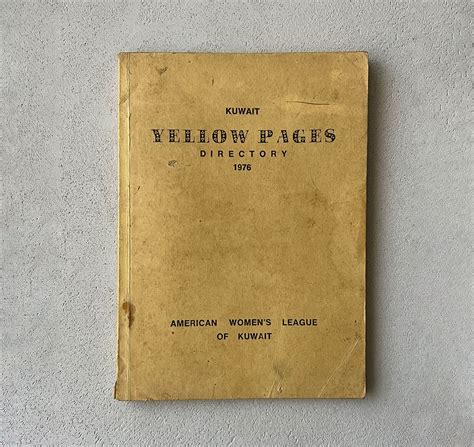 KUWAIT
YELLOW PAGES
DIRECTORY
1976
AMERICAN WOMEN'S LEAGUE
OF KUWAIT